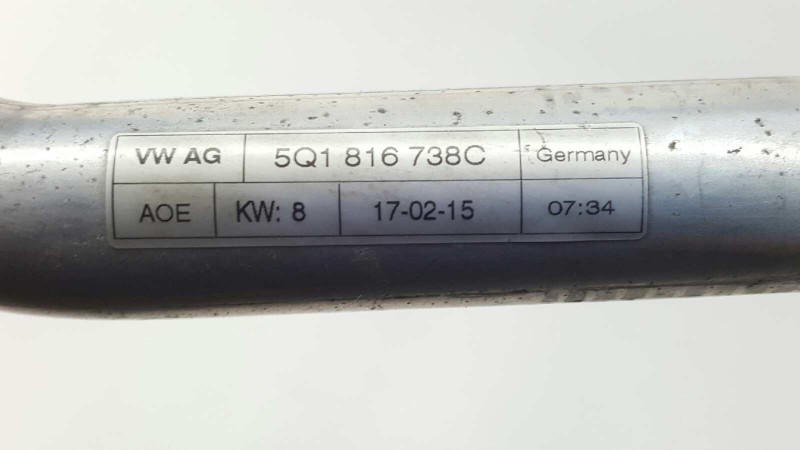 VW AG 5Q1 816 738C Germany
AOE KW: 8 17-02-15 07:34